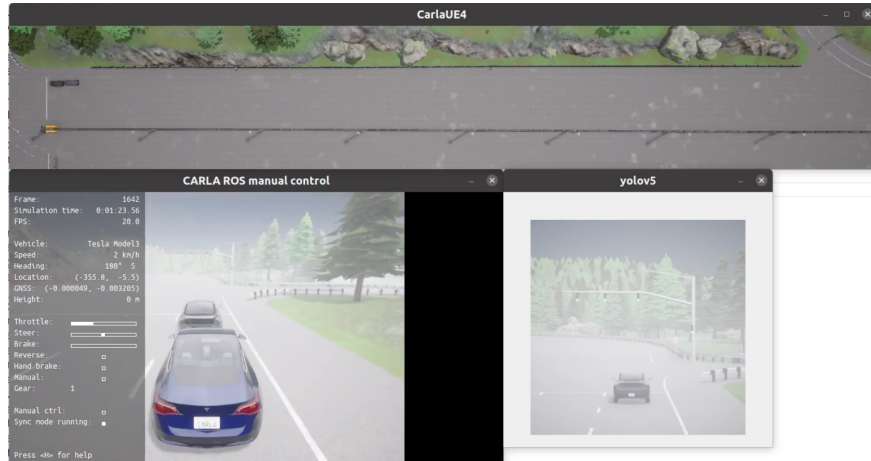 CarlaUE4
CARLA ROS manual control
Frame: 1642
Simulation time: 0:01:23.56
FPS: 20.0
Vehicle: Tesla Model3
Speed: 2 km/h
Heading: 180° S
Location: (-355.8, -5.5)
GNSS: (-0.000049, -0.003205)
Height: 0 m
Throttle:
Steer:
Brake:
Reverse:
Hand brake:
Manual:
Gear: 1
Manual ctrl:
Sync mode running:
Press <H> for help
CARLA
yolov5